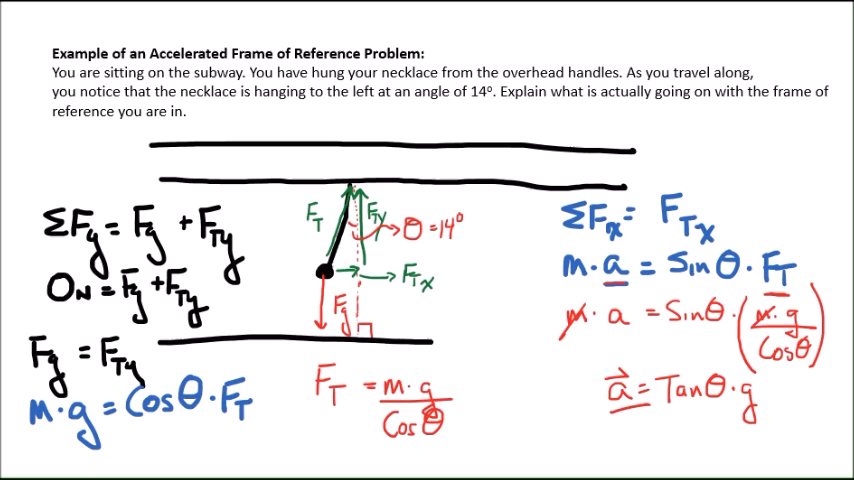 Example of an Accelerated Frame of Reference Problem:
You are sitting on the subway. You have hung your necklace from the overhead handles. As you travel along,
you notice that the necklace is hanging to the left at an angle of 14⁰. Explain what is actually going on with the frame of
reference you are in.
ΣFy = Fg + FTy
0N = Fg + FTy
Fg = FTy
m·g = Cosθ·FT
FT
FTy
θ = 14⁰
FTx
Fg
FT = m·g / Cosθ
ΣFx = FTx
m·a = Sinθ·FT
m·a = Sinθ·(m·g / Cosθ)
a⃗ = Tanθ·g